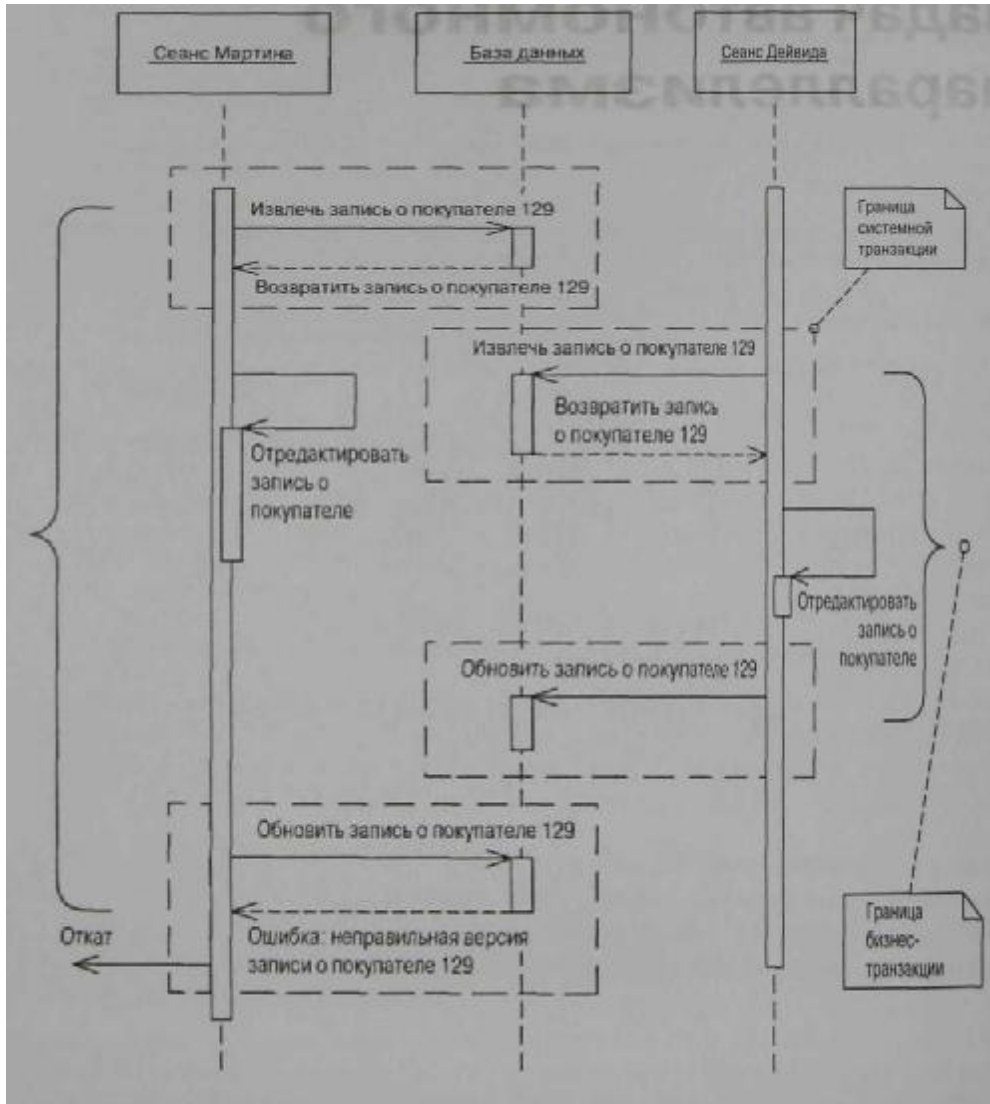 Сеанс Мартина
База данных
Сеанс Дейвида
Извлечь запись о покупателе 129
Возвратить запись о покупателе 129
Граница
системной
транзакции
Извлечь запись о покупателе 129
Возвратить запись
о покупателе 129
Отредактировать
запись о
покупателе
Отредактировать
запись о
покупателе
Обновить запись о покупателе 129
Обновить запись о покупателе 129
Ошибка: неправильная версия
записи о покупателе 129
Откат
Граница
бизнес-
транзакции